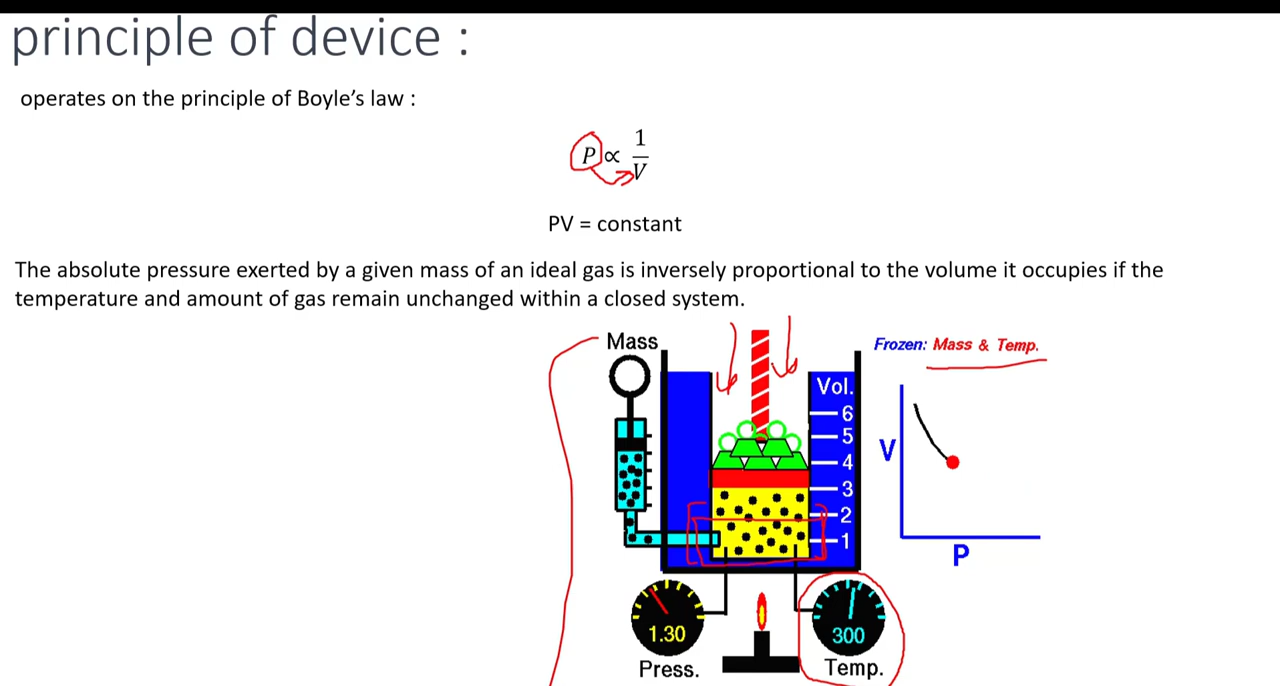 principle of device :
operates on the principle of Boyle's law :
P ∝ 1/V
PV = constant
The absolute pressure exerted by a given mass of an ideal gas is inversely proportional to the volume it occupies if the
temperature and amount of gas remain unchanged within a closed system.
Mass
Frozen: Mass & Temp.
Vol.
6
5
4
3
2
1
V
P
1.30
Press.
300
Temp.